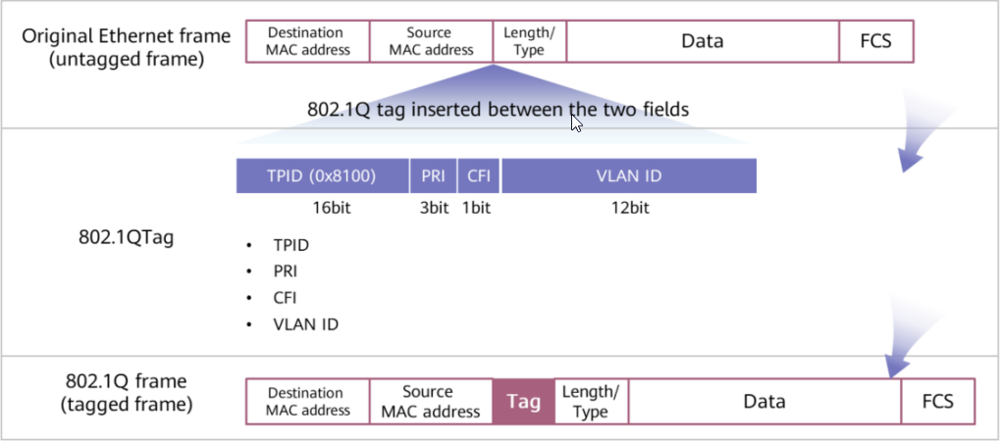 Original Ethernet frame
(untagged frame)
Destination
MAC address
Source
MAC address
Length/
Type
Data
FCS
802.1Q tag inserted between the two fields
TPID (0x8100)
PRI
CFI
VLAN ID
16bit
3bit
1bit
12bit
802.1QTag
• TPID
• PRI
• CFI
• VLAN ID
802.1Q frame
(tagged frame)
Destination
MAC address
Source
MAC address
Tag
Length/
Type
Data
FCS